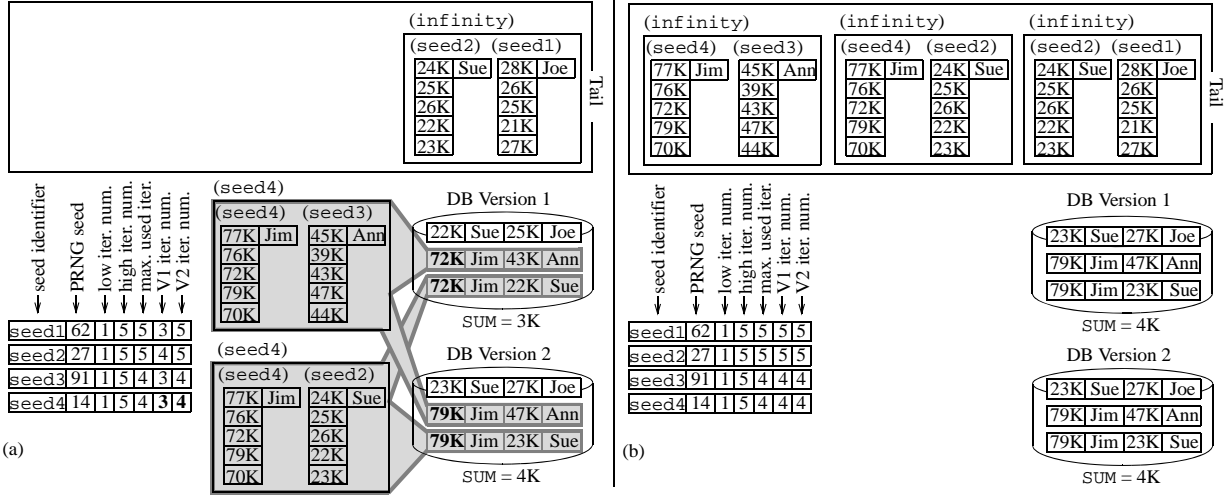 (infinity)
(seed2) (seed1)
24K Sue 28K Joe
25K 26K
26K 25K
22K 21K
23K 27K
Tail
seed identifier
PRNG seed
low iter. num.
high iter. num.
max. used iter.
V1 iter. num.
V2 iter. num.
seed1 62 1 5 5 3 5
seed2 27 1 5 5 4 5
seed3 91 1 5 4 3 4
seed4 14 1 5 4 3 4
(a)
(seed4)
(seed4) (seed3)
77K Jim 45K Ann
76K 39K
72K 43K
79K 47K
70K 44K
(seed4)
(seed4) (seed2)
77K Jim 24K Sue
76K 25K
72K 26K
79K 22K
70K 23K
DB Version 1
22K Sue 25K Joe
72K Jim 43K Ann
72K Jim 22K Sue
SUM = 3K
DB Version 2
23K Sue 27K Joe
79K Jim 47K Ann
79K Jim 23K Sue
SUM = 4K
(infinity)
(seed4) (seed3)
77K Jim 45K Ann
76K 39K
72K 43K
79K 47K
70K 44K
(infinity)
(seed4) (seed2)
77K Jim 24K Sue
76K 25K
72K 26K
79K 22K
70K 23K
(infinity)
(seed2) (seed1)
24K Sue 28K Joe
25K 26K
26K 25K
22K 21K
23K 27K
Tail
seed identifier
PRNG seed
low iter. num.
high iter. num.
max. used iter.
V1 iter. num.
V2 iter. num.
seed1 62 1 5 5 5 5
seed2 27 1 5 5 5 5
seed3 91 1 5 4 4 4
seed4 14 1 5 4 4 4
(b)
DB Version 1
23K Sue 27K Joe
79K Jim 47K Ann
79K Jim 23K Sue
SUM = 4K
DB Version 2
23K Sue 27K Joe
79K Jim 47K Ann
79K Jim 23K Sue
SUM = 4K